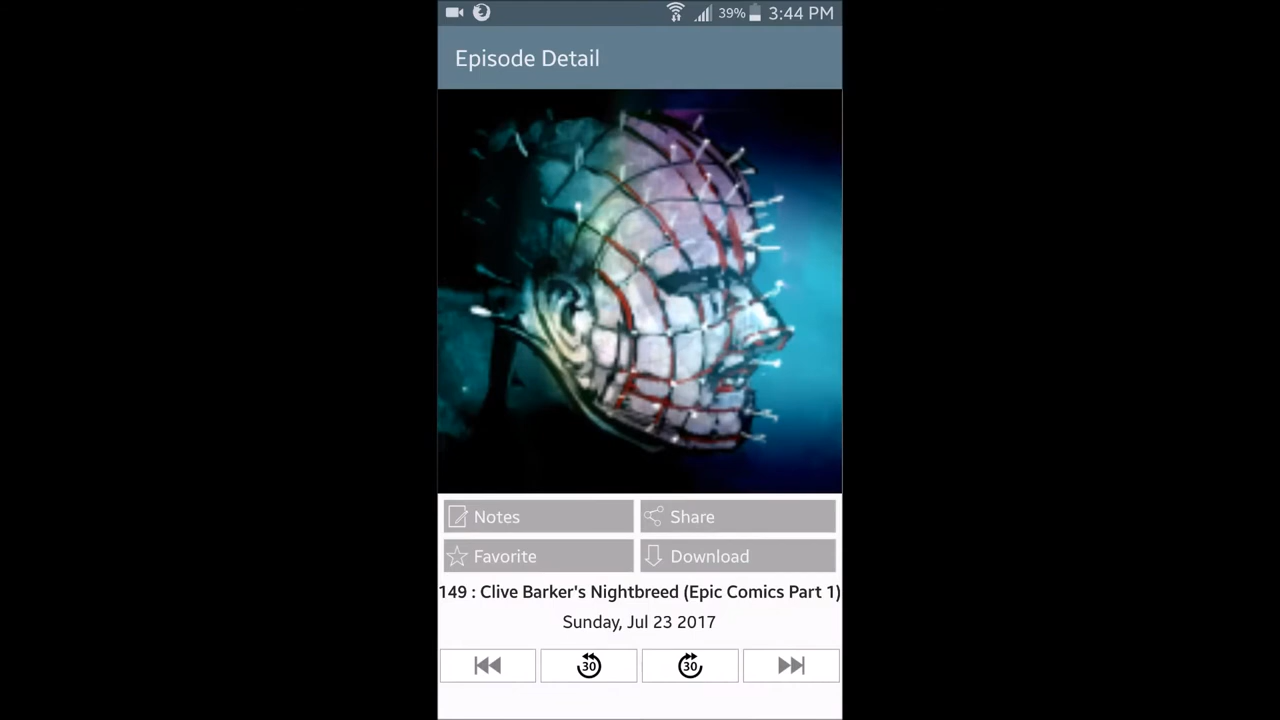 39% 3:44 PM
Episode Detail
Notes
Share
Favorite
Download
149 : Clive Barker's Nightbreed (Epic Comics Part 1)
Sunday, Jul 23 2017
30
30